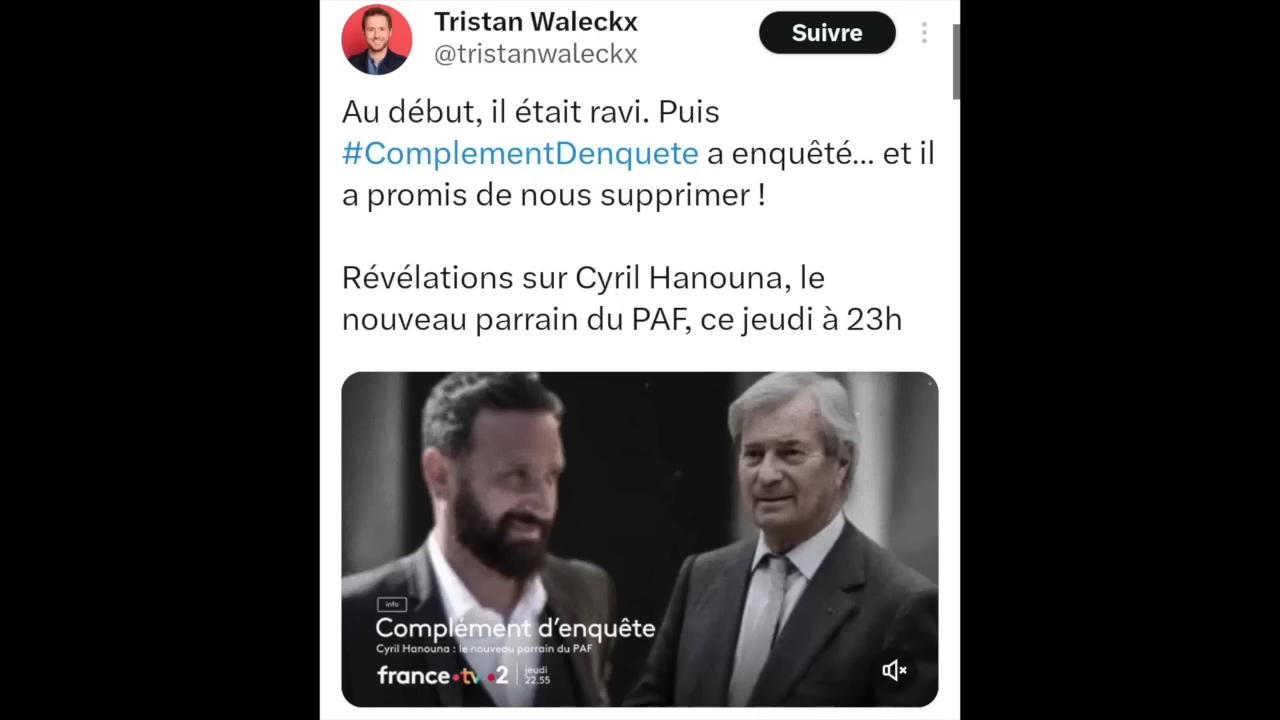 Tristan Waleckx
@tristanwaleckx
Suivre
Au début, il était ravi. Puis
#ComplementDenquete a enquêté... et il
a promis de nous supprimer !
Révélations sur Cyril Hanouna, le
nouveau parrain du PAF, ce jeudi à 23h
info
Complément d'enquête
Cyril Hanouna : le nouveau parrain du PAF
france•tv•2
jeudi
22.55